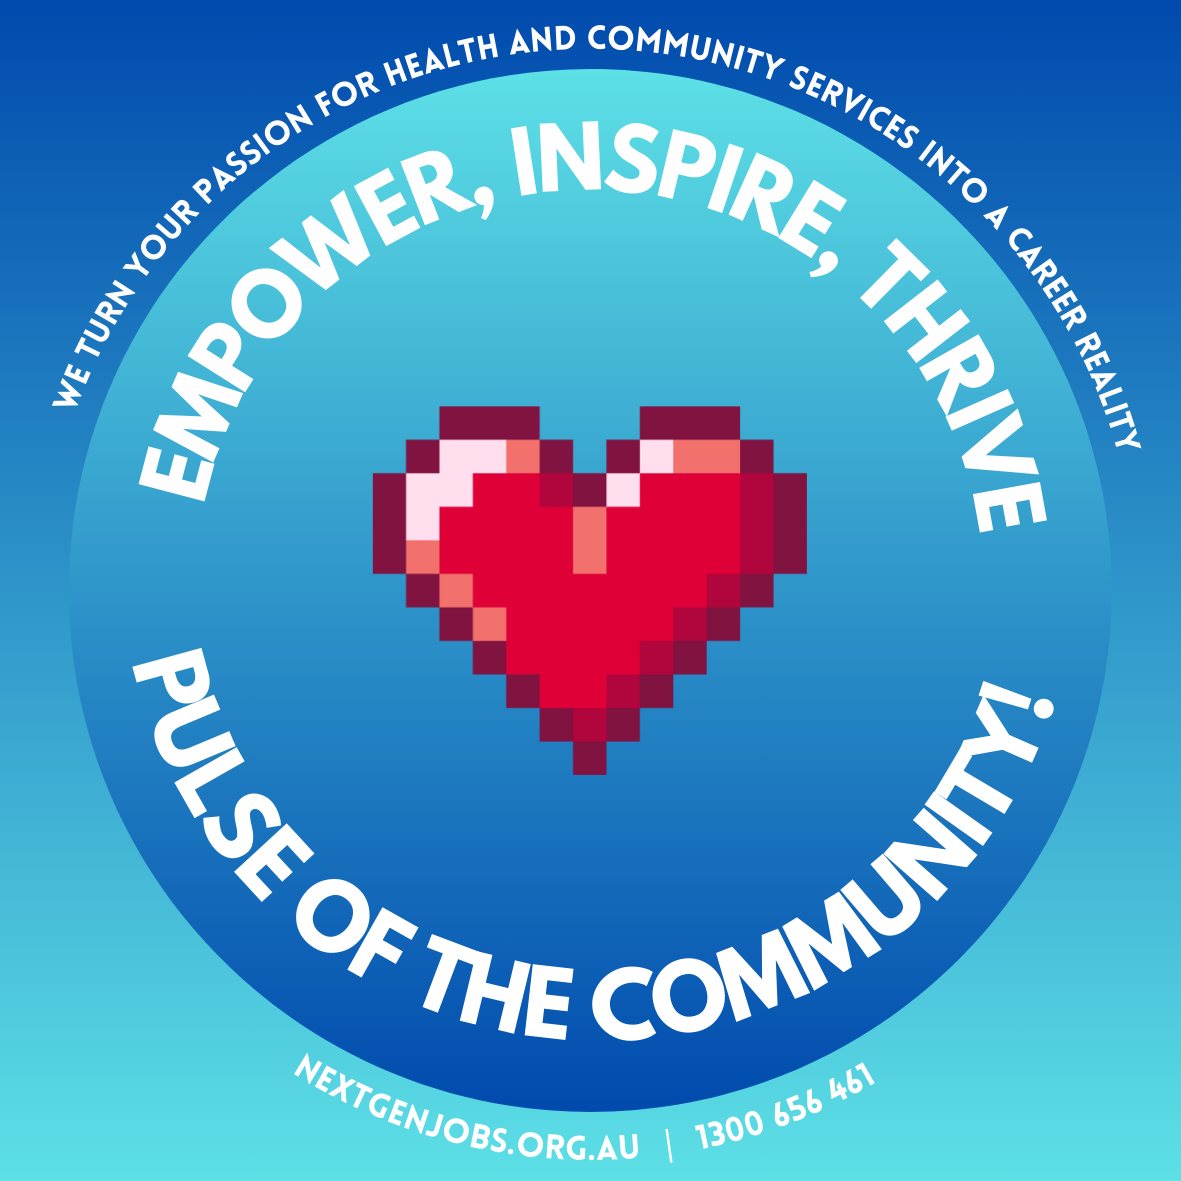 WE TURN YOUR PASSION FOR HEALTH AND COMMUNITY SERVICES INTO A CAREER REALITY
EMPOWER, INSPIRE, THRIVE
PULSE OF THE COMMUNITY!
NEXTGENJOBS.ORG.AU | 1300 656 461